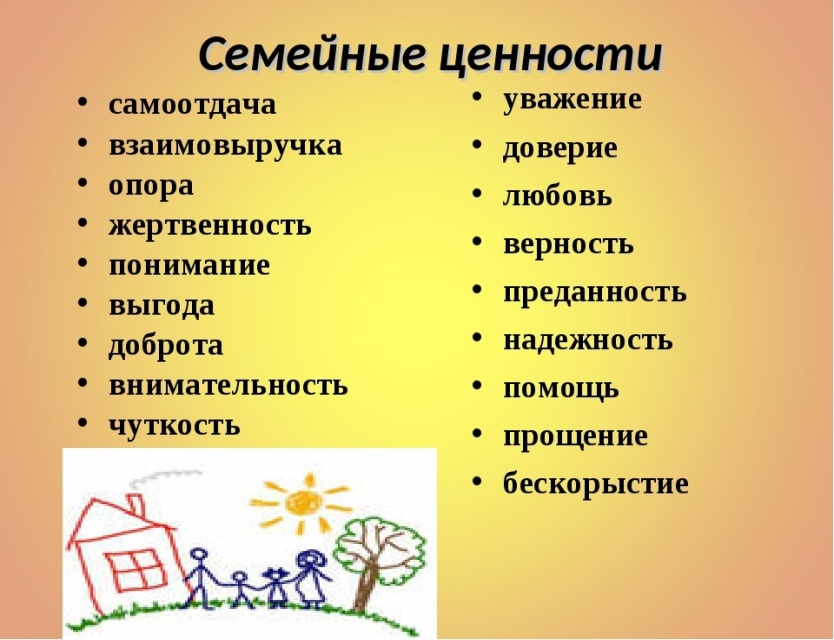 Семейные ценности
• самоотдача
• взаимовыручка
• опора
• жертвенность
• понимание
• выгода
• доброта
• внимательность
• чуткость
• уважение
• доверие
• любовь
• верность
• преданность
• надежность
• помощь
• прощение
• бескорыстие